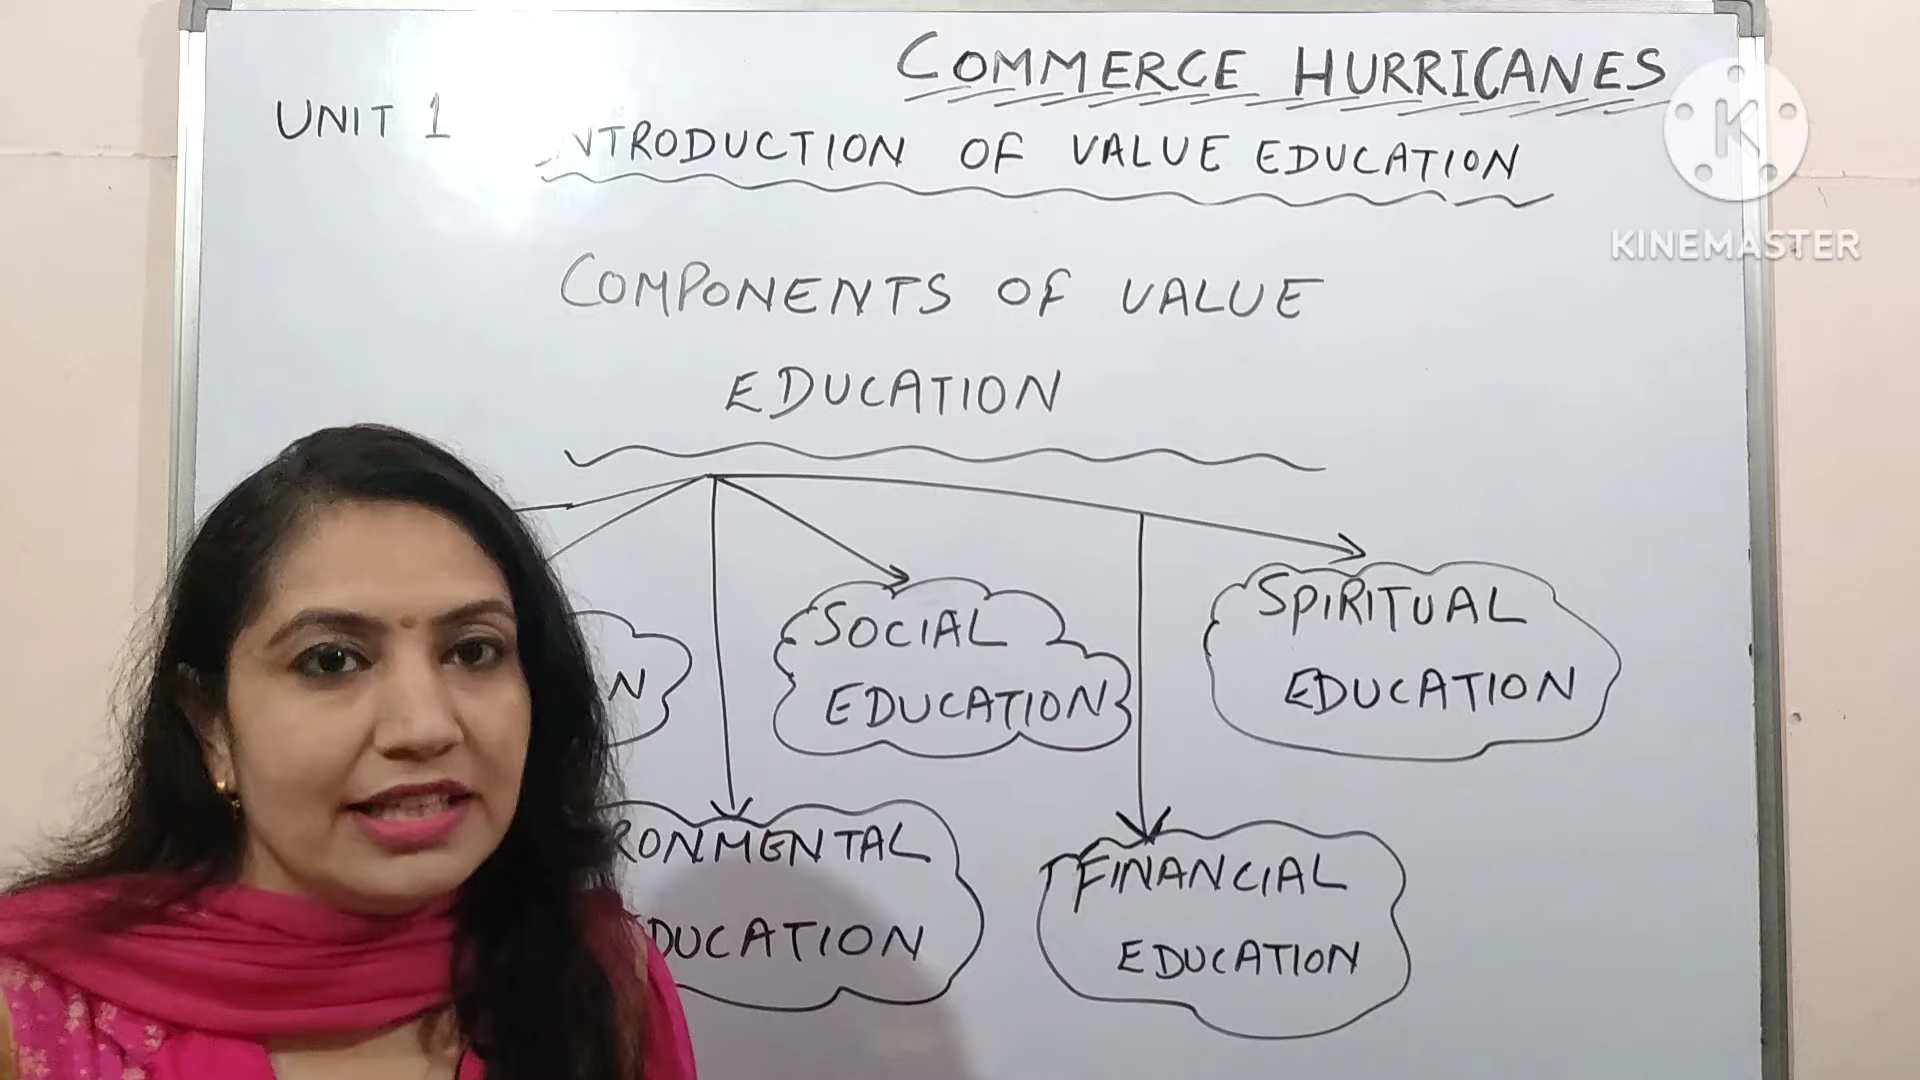 COMMERCE HURRICANES
UNIT 1
INTRODUCTION OF VALUE EDUCATION
K
KINEMASTER
COMPONENTS OF VALUE
EDUCATION
N
SOCIAL
EDUCATION
SPIRITUAL
EDUCATION
RONMENTAL
DUCATION
FINANCIAL
EDUCATION